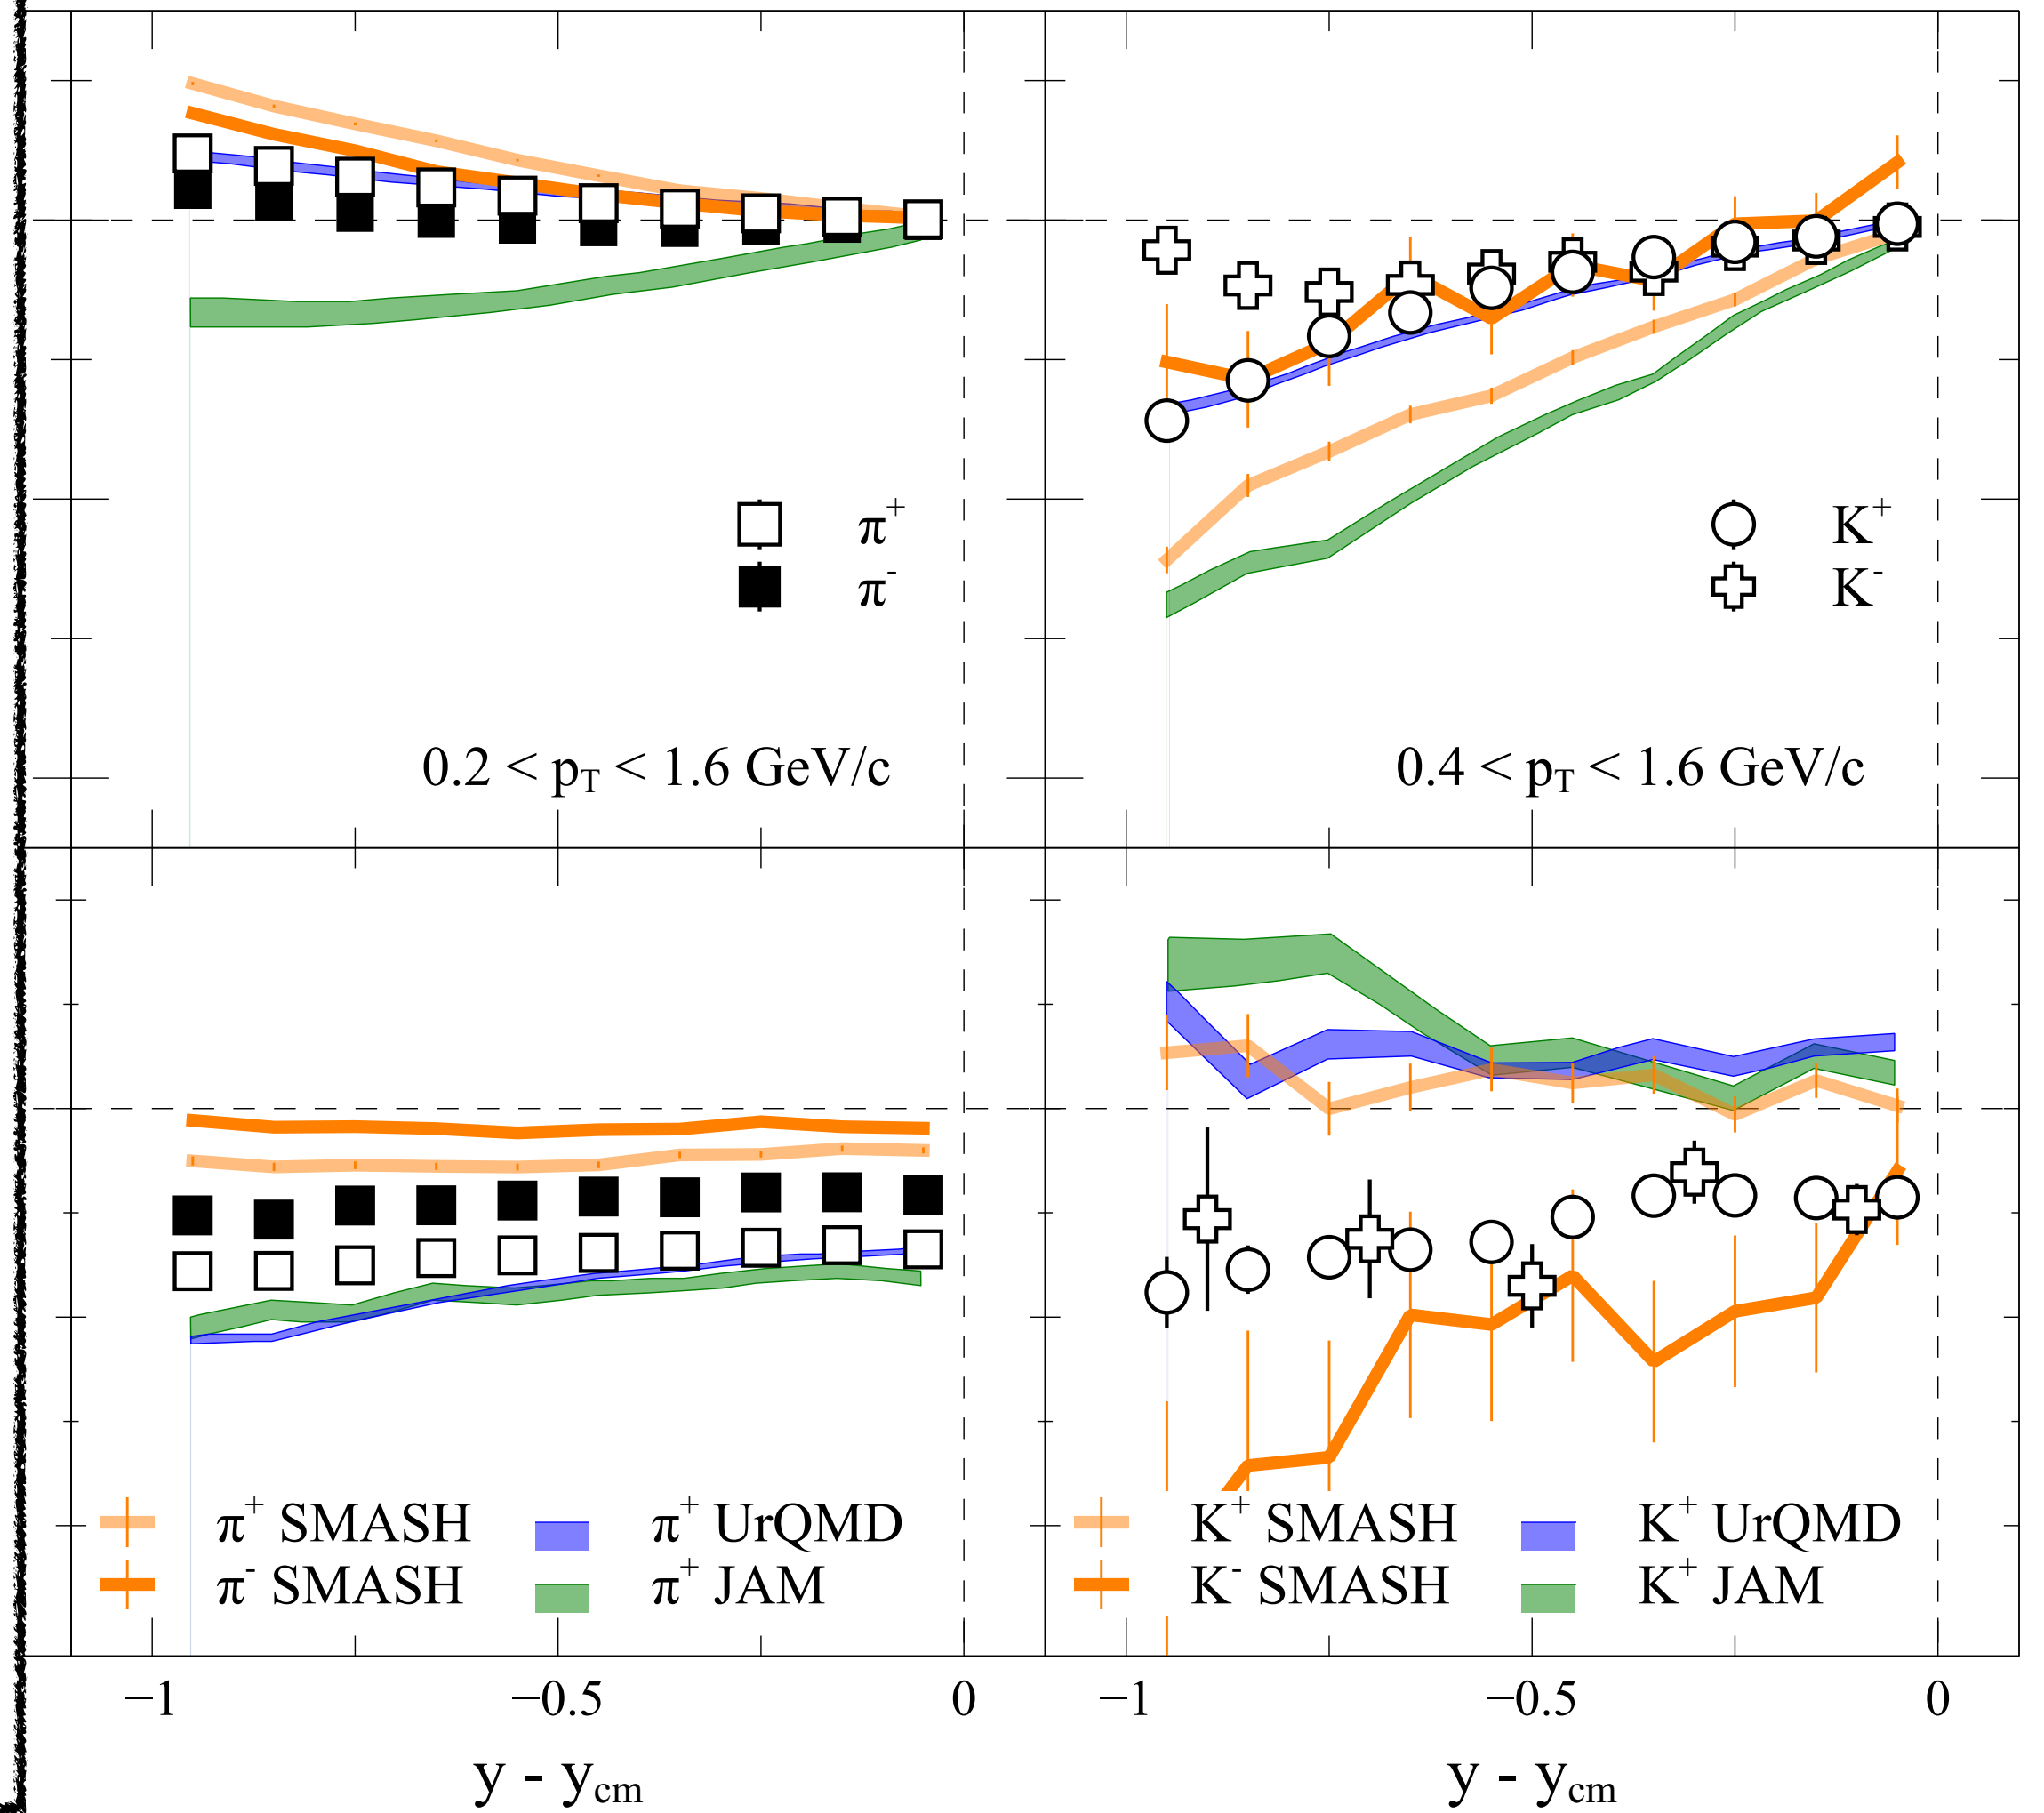 π+
π-
0.2 < pT < 1.6 GeV/c
K+
K-
0.4 < pT < 1.6 GeV/c
π+ SMASH π+ UrQMD
π- SMASH π+ JAM
K+ SMASH K+ UrQMD
K- SMASH K+ JAM
−1 −0.5 0 −1 −0.5 0
y - ycm y - ycm